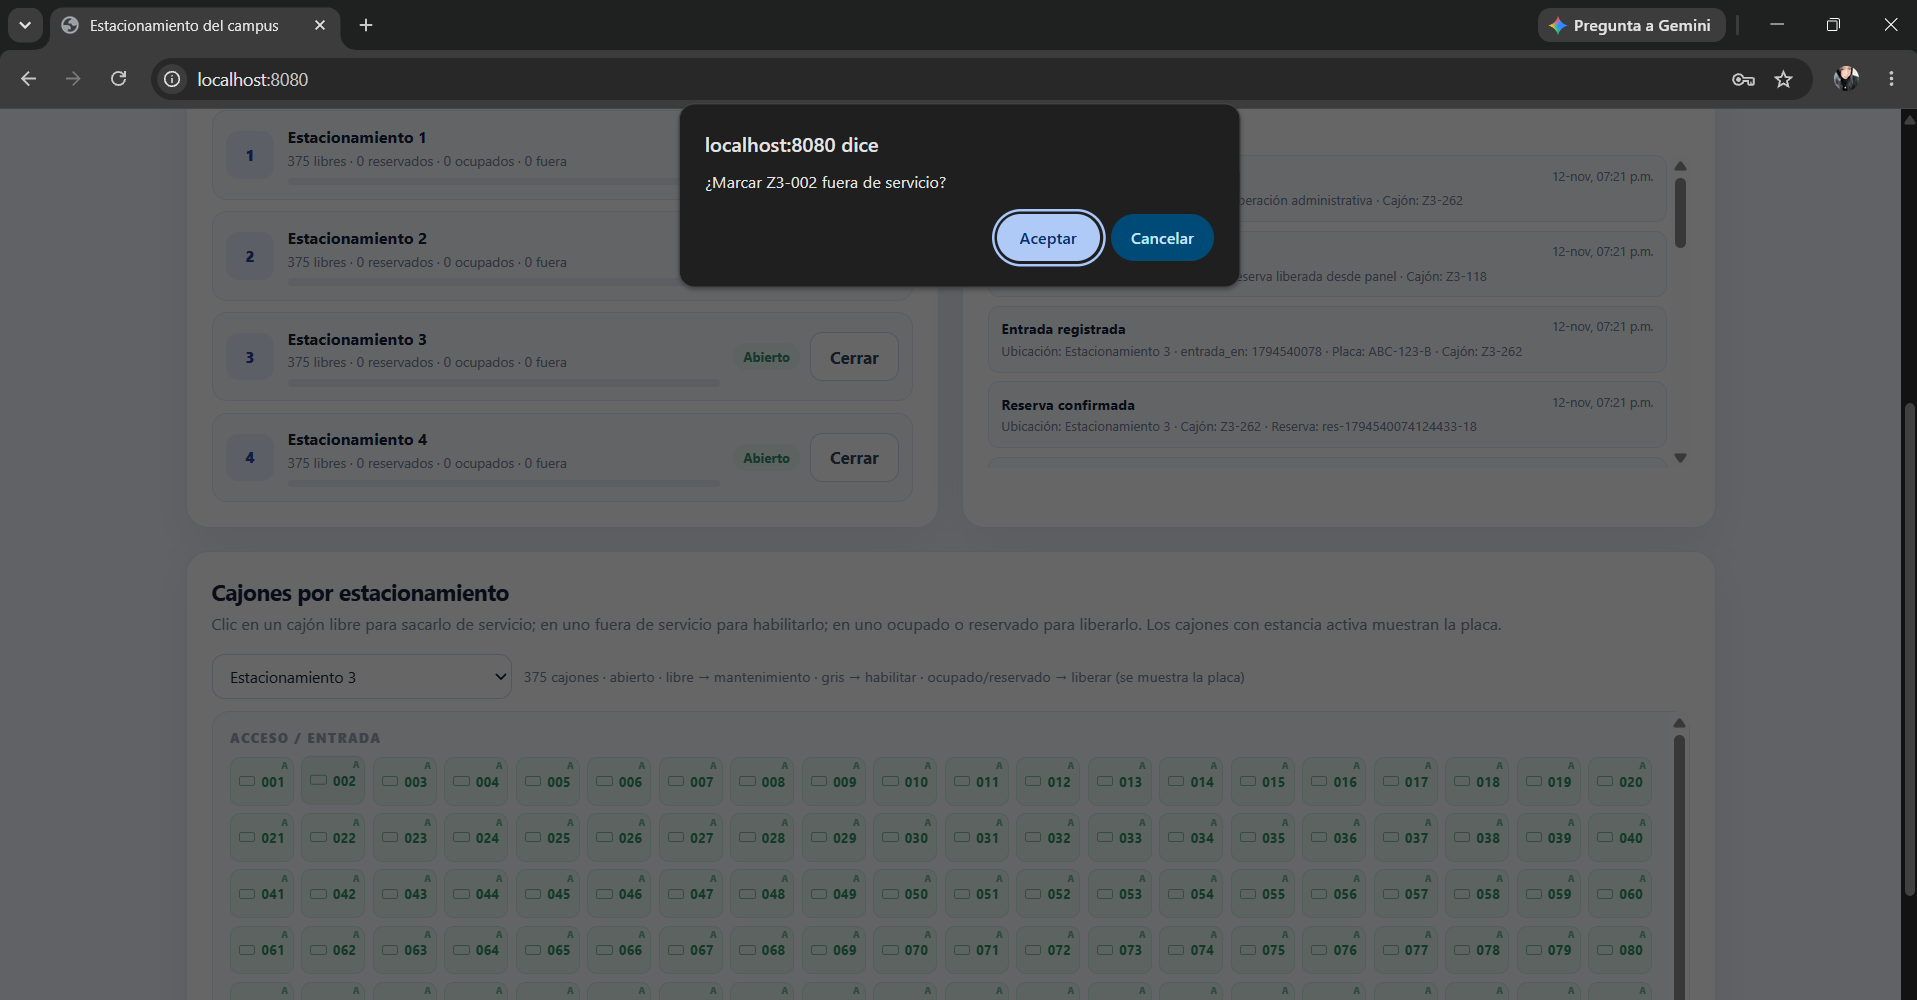 Estacionamiento del campus
Pregunta a Gemini
localhost:8080
localhost:8080 dice
¿Marcar Z3-002 fuera de servicio?
Aceptar
Cancelar
1
Estacionamiento 1
375 libres · 0 reservados · 0 ocupados · 0 fuera
2
Estacionamiento 2
375 libres · 0 reservados · 0 ocupados · 0 fuera
3
Estacionamiento 3
375 libres · 0 reservados · 0 ocupados · 0 fuera
Abierto
Cerrar
4
Estacionamiento 4
375 libres · 0 reservados · 0 ocupados · 0 fuera
Abierto
Cerrar
12-nov, 07:21 p.m.
administrativa · Cajón: Z3-262
12-nov, 07:21 p.m.
liberada desde panel · Cajón: Z3-118
Entrada registrada
12-nov, 07:21 p.m.
Ubicación: Estacionamiento 3 · entrada_en: 1794540078 · Placa: ABC-123-B · Cajón: Z3-262
Reserva confirmada
12-nov, 07:21 p.m.
Ubicación: Estacionamiento 3 · Cajón: Z3-262 · Reserva: res-1794540074124433-18
Cajones por estacionamiento
Clic en un cajón libre para sacarlo de servicio; en uno fuera de servicio para habilitarlo; en uno ocupado o reservado para liberarlo. Los cajones con estancia activa muestran la placa.
Estacionamiento 3
375 cajones · abierto · libre → mantenimiento · gris → habilitar · ocupado/reservado → liberar (se muestra la placa)
ACCESO / ENTRADA
A A A A A A A A A A A A A A A A A A A A
001 002 003 004 005 006 007 008 009 010 011 012 013 014 015 016 017 018 019 020
A A A A A A A A A A A A A A A A A A A A
021 022 023 024 025 026 027 028 029 030 031 032 033 034 035 036 037 038 039 040
A A A A A A A A A A A A A A A A A A A A
041 042 043 044 045 046 047 048 049 050 051 052 053 054 055 056 057 058 059 060
A A A A A A A A A A A A A A A A A A A A
061 062 063 064 065 066 067 068 069 070 071 072 073 074 075 076 077 078 079 080
A A A A A A A A A A A A A A A A A A A A